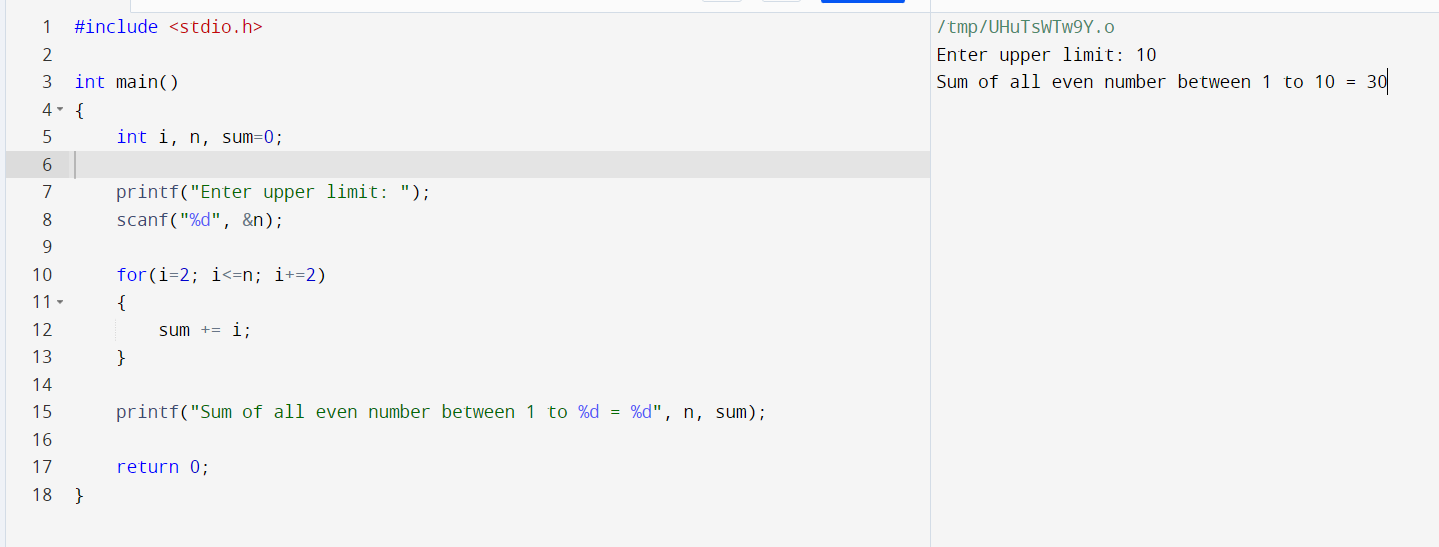 1 #include <stdio.h>
2
3 int main()
4 {
5     int i, n, sum=0;
6
7     printf("Enter upper limit: ");
8     scanf("%d", &n);
9
10     for(i=2; i<=n; i+=2)
11     {
12         sum += i;
13     }
14
15     printf("Sum of all even number between 1 to %d = %d", n, sum);
16
17     return 0;
18 }
/tmp/UHuTsWTw9Y.o
Enter upper limit: 10
Sum of all even number between 1 to 10 = 30